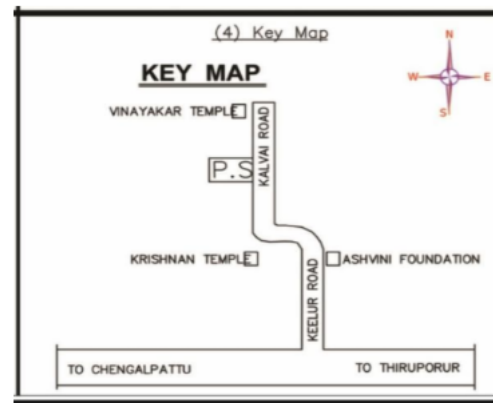 (4) Key Map
KEY MAP
N
W E
S
VINAYAKAR TEMPLE
KALVAI ROAD
P.S
KRISHNAN TEMPLE
KEELUR ROAD
ASHVINI FOUNDATION
TO CHENGALPATTU
TO THIRUPORUR